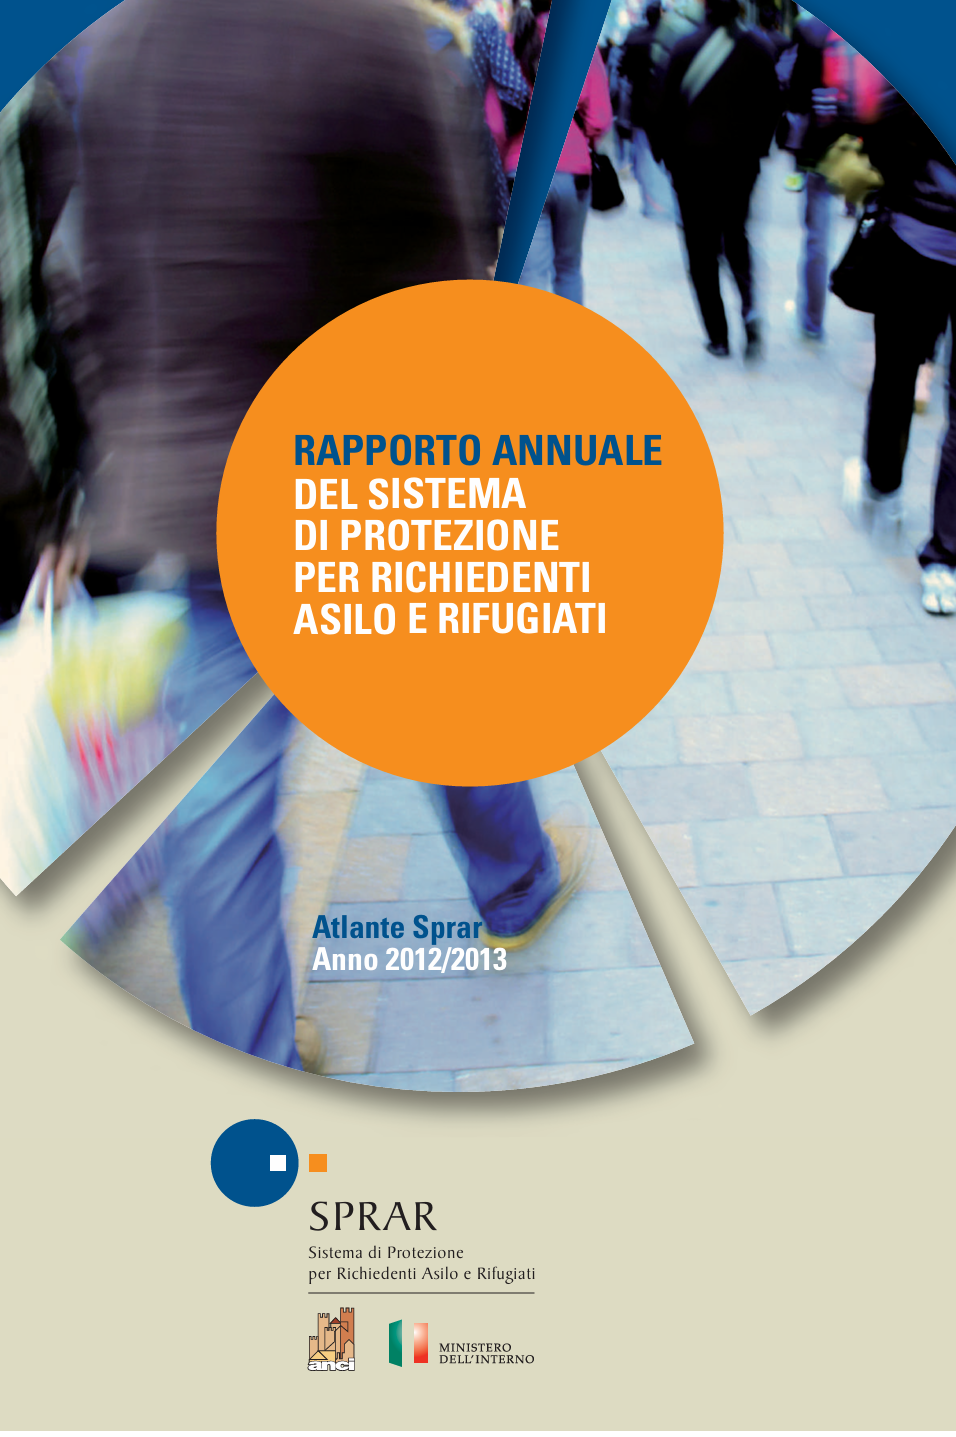 RAPPORTO ANNUALE
DEL SISTEMA
DI PROTEZIONE
PER RICHIEDENTI
ASILO E RIFUGIATI
Atlante Sprar
Anno 2012/2013
SPRAR
Sistema di Protezione
per Richiedenti Asilo e Rifugiati
anci
MINISTERO
DELL'INTERNO